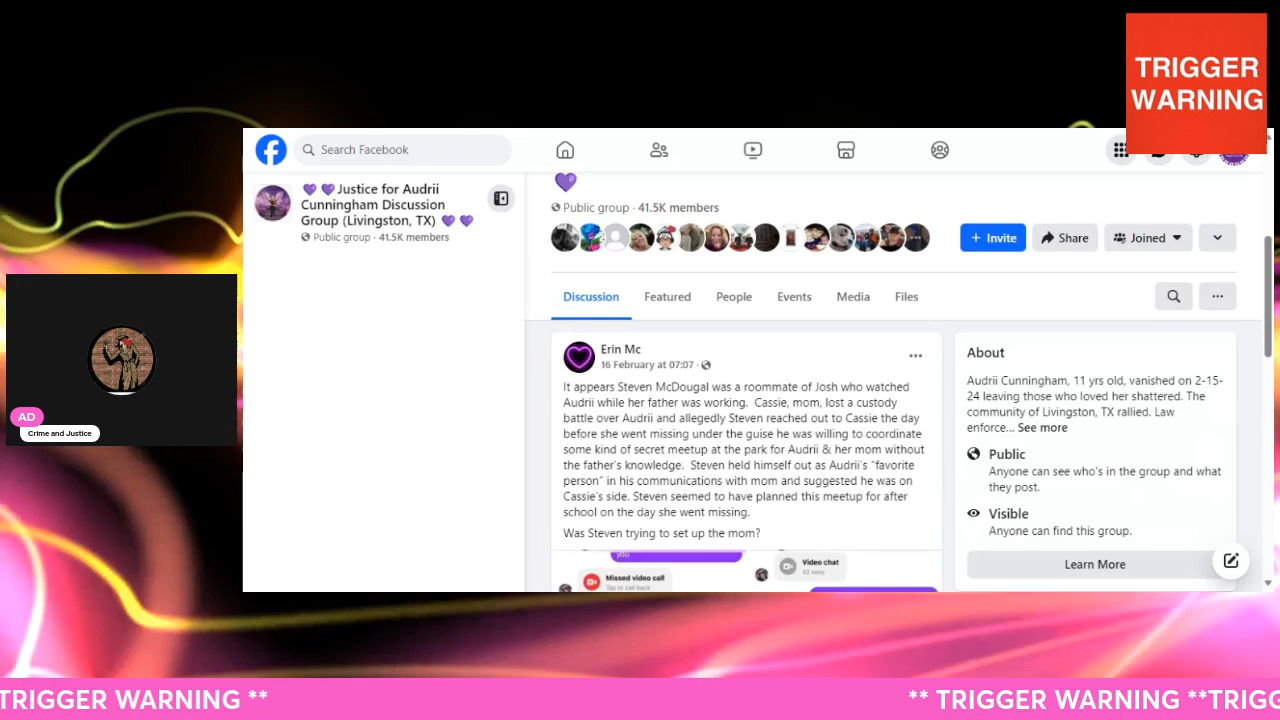 TRIGGER
WARNING
Search Facebook
Justice for Audrii
Cunningham Discussion
Group (Livingston, TX)
Public group · 41.5K members
Public group · 41.5K members
+ Invite
Share
Joined
Discussion
Featured
People
Events
Media
Files
Erin Mc
16 February at 07:07 ·
It appears Steven McDougal was a roommate of Josh who watched
Audrii while her father was working. Cassie, mom, lost a custody
battle over Audrii and allegedly Steven reached out to Cassie the day
before she went missing under the guise he was willing to coordinate
some kind of secret meetup at the park for Audrii & her mom without
the father's knowledge. Steven held himself out as Audrii's "favorite
person" in his communications with mom and suggested he was on
Cassie's side. Steven seemed to have planned this meetup for after
school on the day she went missing.
Was Steven trying to set up the mom?
you
Missed video call
Tap to call back
Video chat
42 secs
About
Audrii Cunningham, 11 yrs old, vanished on 2-15-
24 leaving those who loved her shattered. The
community of Livingston, TX rallied. Law
enforce... See more
Public
Anyone can see who's in the group and what
they post.
Visible
Anyone can find this group.
Learn More
AD
Crime and Justice
TRIGGER WARNING **
** TRIGGER WARNING **TRIGG